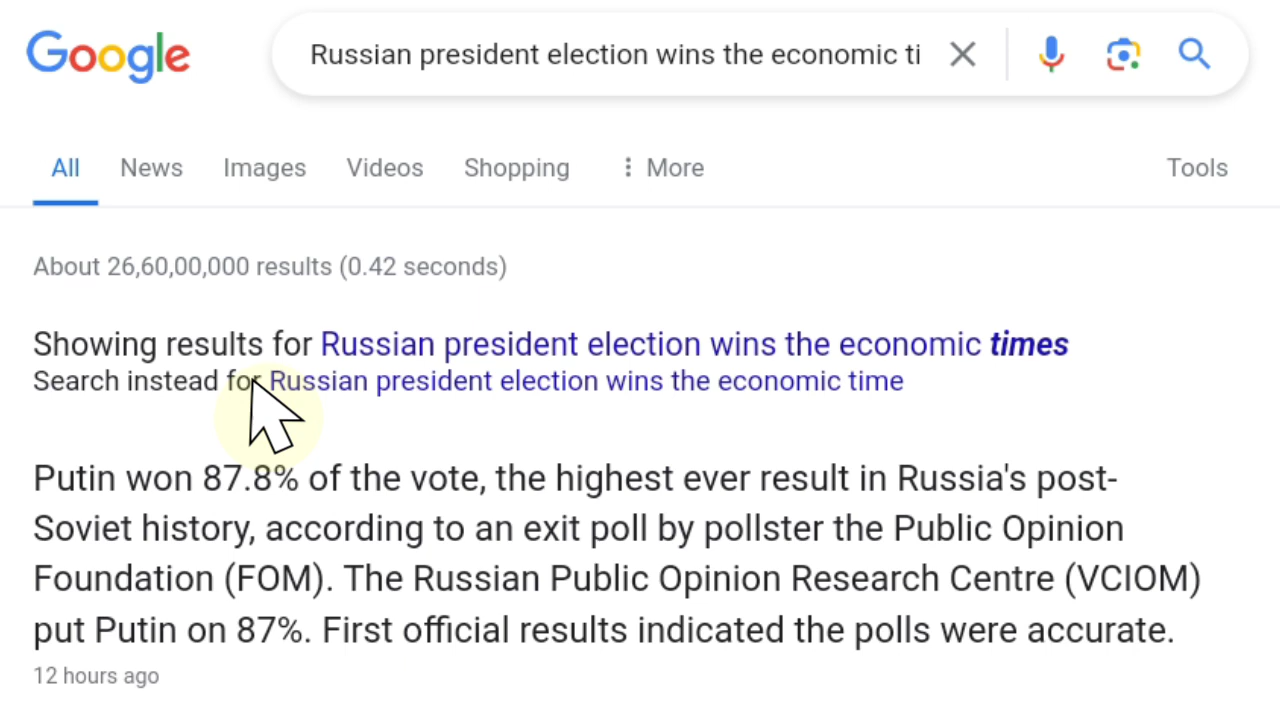 Google
Russian president election wins the economic ti
All News Images Videos Shopping More Tools
About 26,60,00,000 results (0.42 seconds)
Showing results for Russian president election wins the economic times
Search instead for Russian president election wins the economic time
Putin won 87.8% of the vote, the highest ever result in Russia's post-
Soviet history, according to an exit poll by pollster the Public Opinion
Foundation (FOM). The Russian Public Opinion Research Centre (VCIOM)
put Putin on 87%. First official results indicated the polls were accurate.
12 hours ago